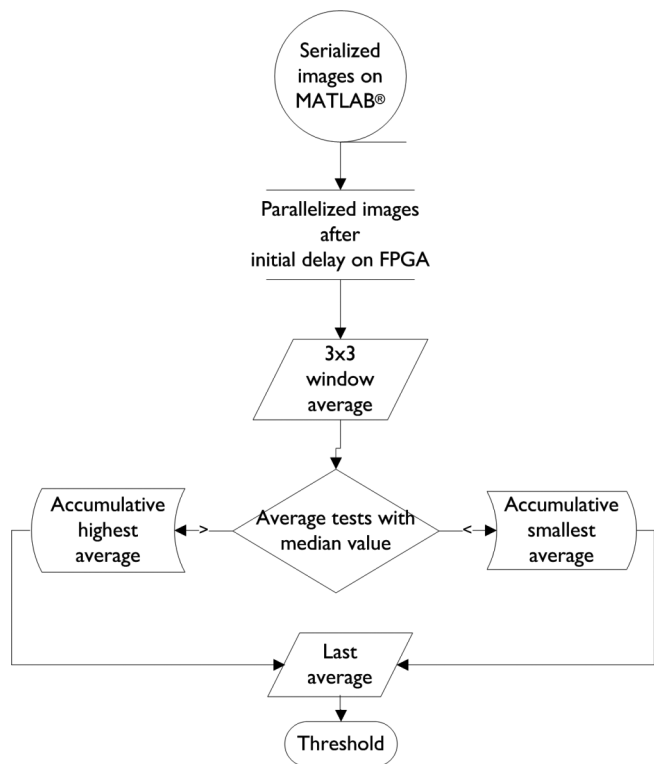 Serialized
images on
MATLAB®
Parallelized images
after
initial delay on FPGA
3x3
window
average
Accumulative
highest
average
>
Average tests with
median value
<
Accumulative
smallest
average
Last
average
Threshold